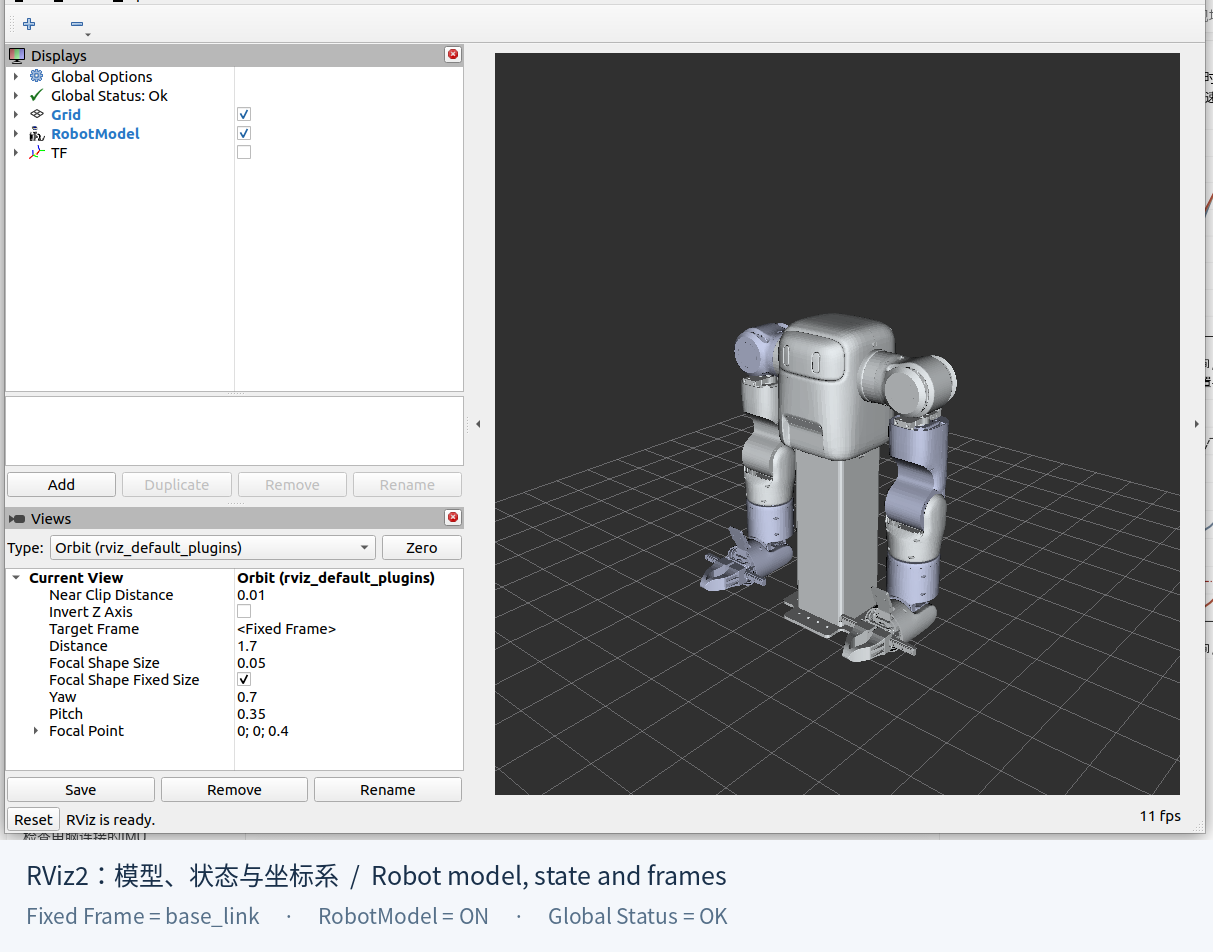 Displays
Global Options
Global Status: Ok
Grid
RobotModel
TF
Add Duplicate Remove Rename
Views
Type: Orbit (rviz_default_plugins) Zero
Current View Orbit (rviz_default_plugins)
Near Clip Distance 0.01
Invert Z Axis
Target Frame <Fixed Frame>
Distance 1.7
Focal Shape Size 0.05
Focal Shape Fixed Size
Yaw 0.7
Pitch 0.35
Focal Point 0; 0; 0.4
Save Remove Rename
Reset RViz is ready. 11 fps
RViz2：模型、状态与坐标系 / Robot model, state and frames
Fixed Frame = base_link · RobotModel = ON · Global Status = OK